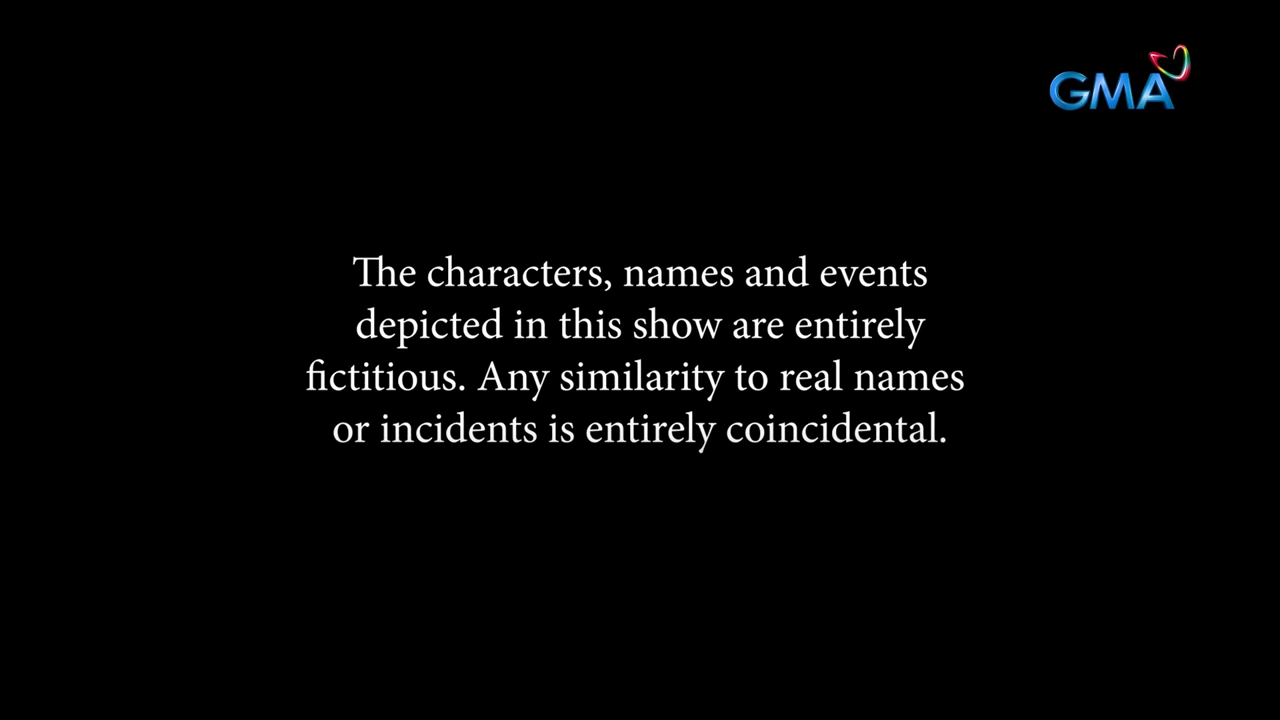 GMA
The characters, names and events
depicted in this show are entirely
fictitious. Any similarity to real names
or incidents is entirely coincidental.